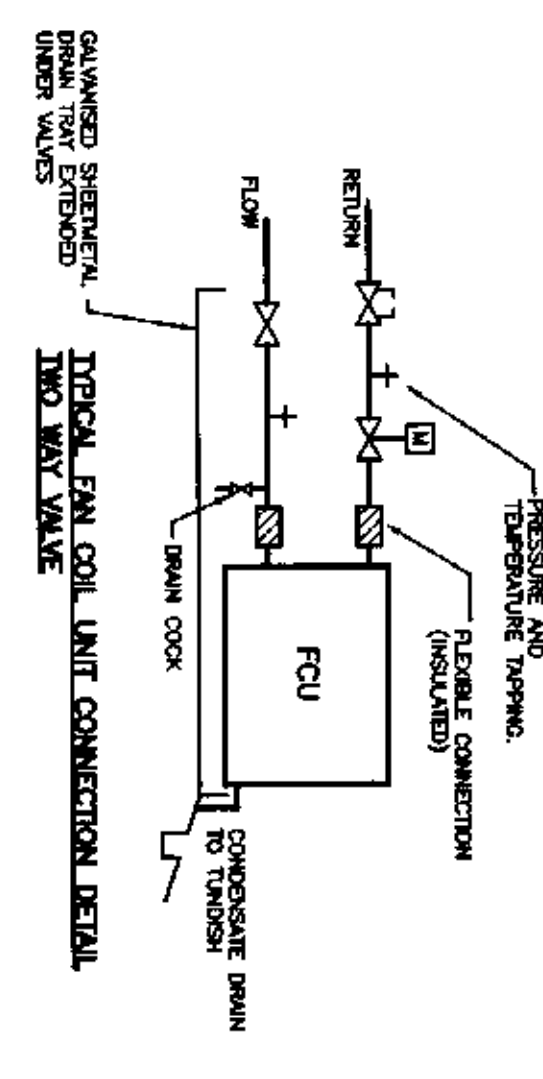 PRESSURE AND
TEMPERATURE TAPPING.
FLEXIBLE CONNECTION
(INSULATED)
RETURN
M
FLOW
FCU
DRAIN COCK
CONDENSATE DRAIN
TO TUNDISH
GALVANISED SHEETMETAL
DRAIN TRAY EXTENDED
UNDER VALVES
TYPICAL FAN COIL UNIT CONNECTION DETAIL
TWO WAY VALVE